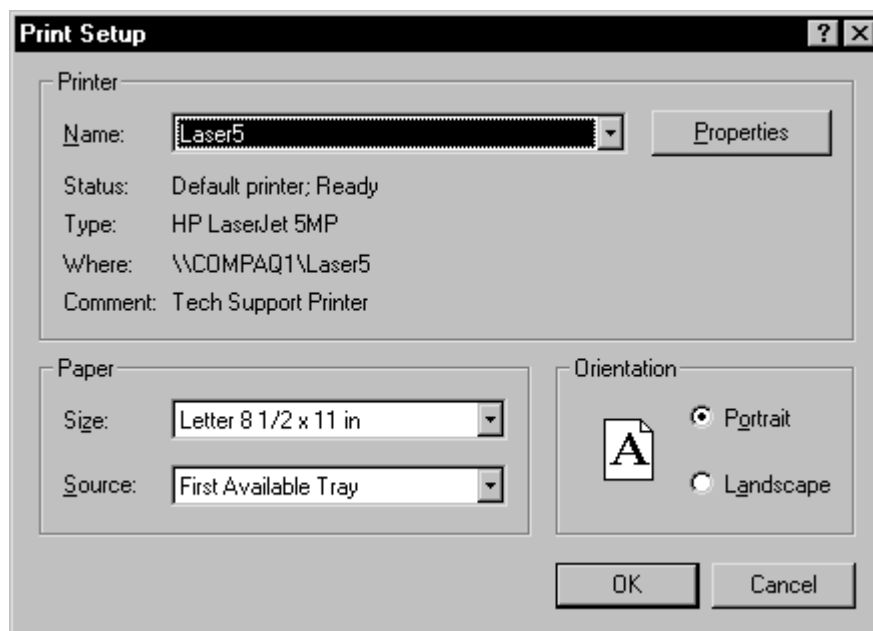 Print Setup
Printer
Name: Laser5 Properties
Status: Default printer; Ready
Type: HP LaserJet 5MP
Where: \\COMPAQ1\Laser5
Comment: Tech Support Printer
Paper
Size: Letter 8 1/2 x 11 in
Source: First Available Tray
Orientation
A
Portrait
Landscape
OK Cancel